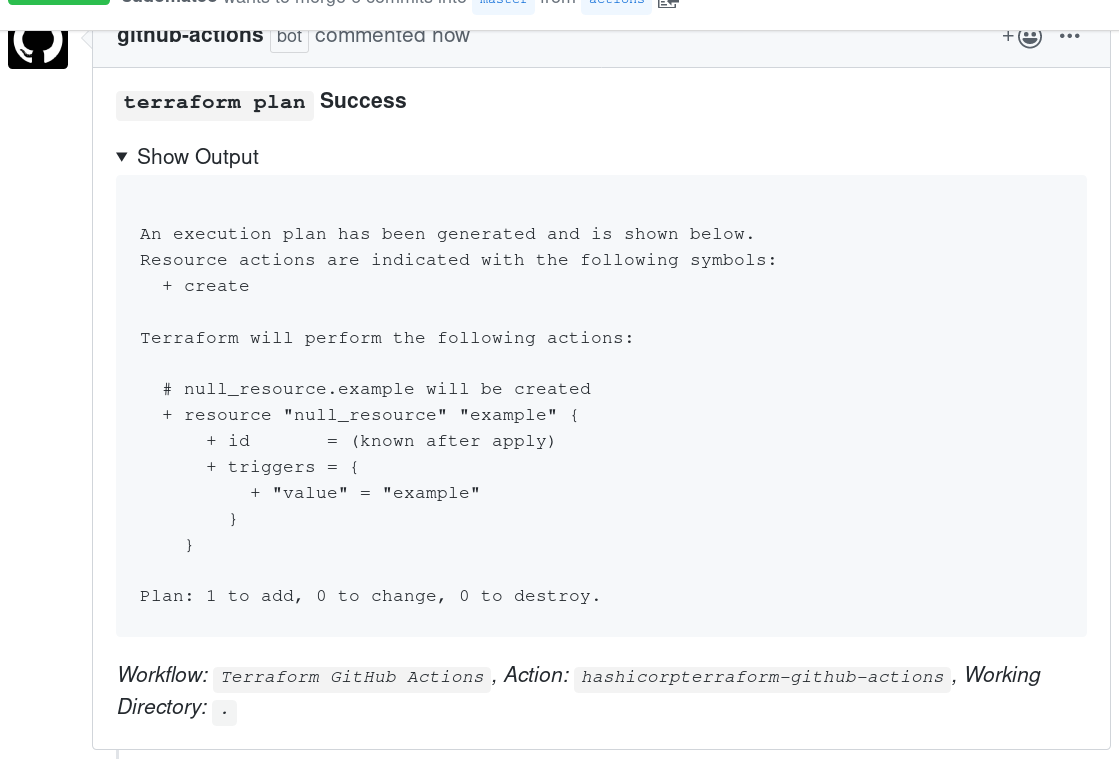 wants to merge 6 commits into master from actions
github-actions bot commented now
terraform plan Success
Show Output
An execution plan has been generated and is shown below.
Resource actions are indicated with the following symbols:
+ create
Terraform will perform the following actions:
# null_resource.example will be created
+ resource "null_resource" "example" {
+ id = (known after apply)
+ triggers = {
+ "value" = "example"
}
}
Plan: 1 to add, 0 to change, 0 to destroy.
Workflow: Terraform GitHub Actions, Action: hashicorpterraform-github-actions, Working
Directory: .